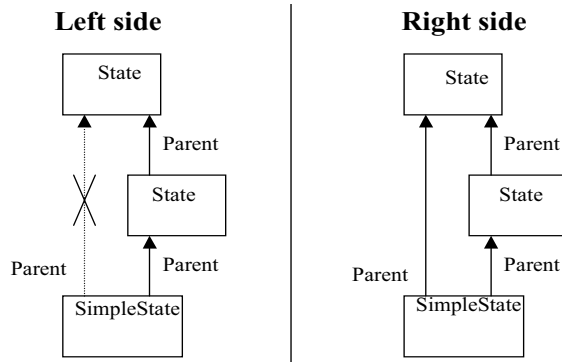 Left side
State
Parent
State
Parent
Parent
SimpleState
Right side
State
Parent
State
Parent
Parent
SimpleState